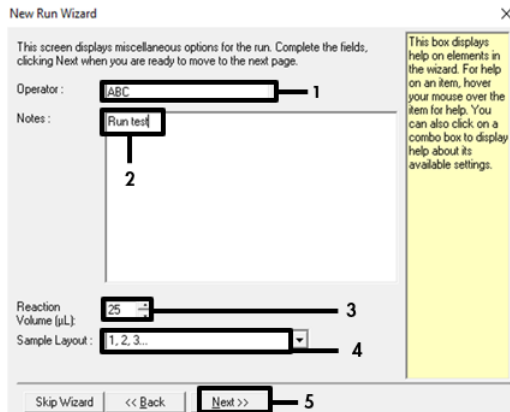 New Run Wizard
This screen displays miscellaneous options for the run. Complete the fields,
clicking Next when you are ready to move to the next page.
Operator :
ABC
1
Notes :
Run test
2
Reaction
Volume (µL):
25
3
Sample Layout :
1, 2, 3...
4
Skip Wizard
<< Back
Next >>
5
This box displays
help on elements in
the wizard. For help
on an item, hover
your mouse over the
item for help. You
can also click on a
combo box to display
help about its
available settings.